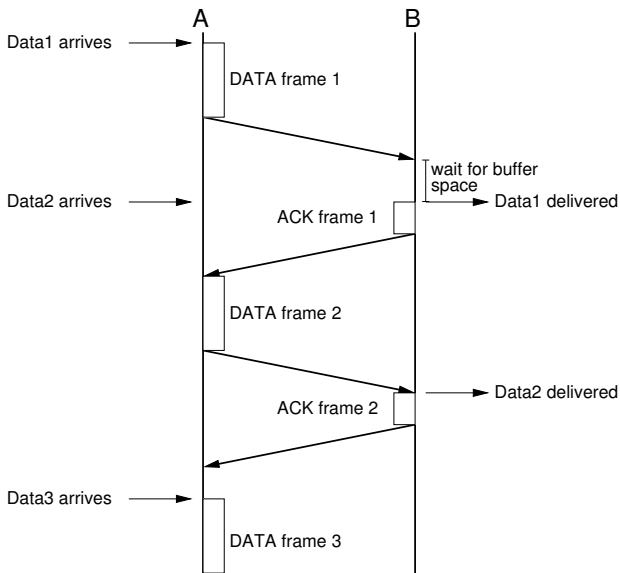 A B
Data1 arrives
DATA frame 1
wait for buffer
space
Data2 arrives
Data1 delivered
ACK frame 1
DATA frame 2
Data2 delivered
ACK frame 2
Data3 arrives
DATA frame 3